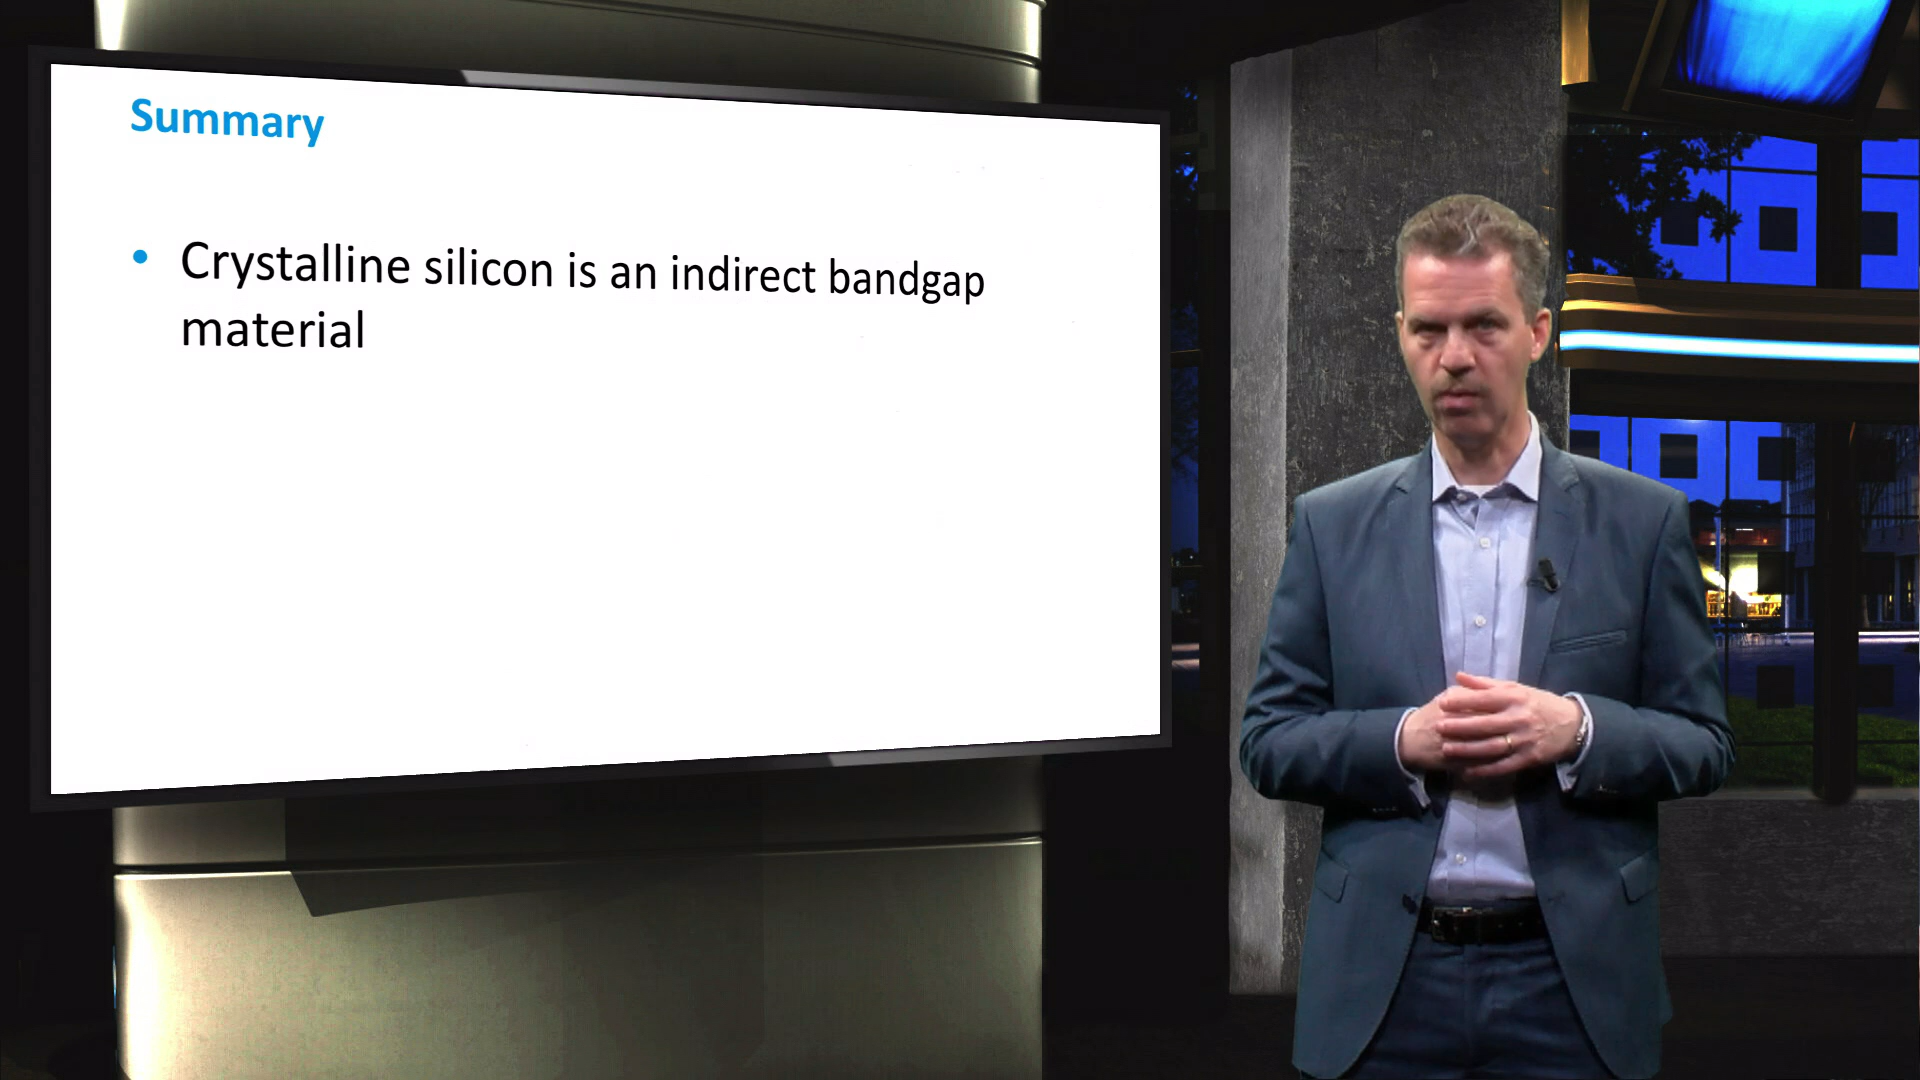 Summary
• Crystalline silicon is an indirect bandgap
material